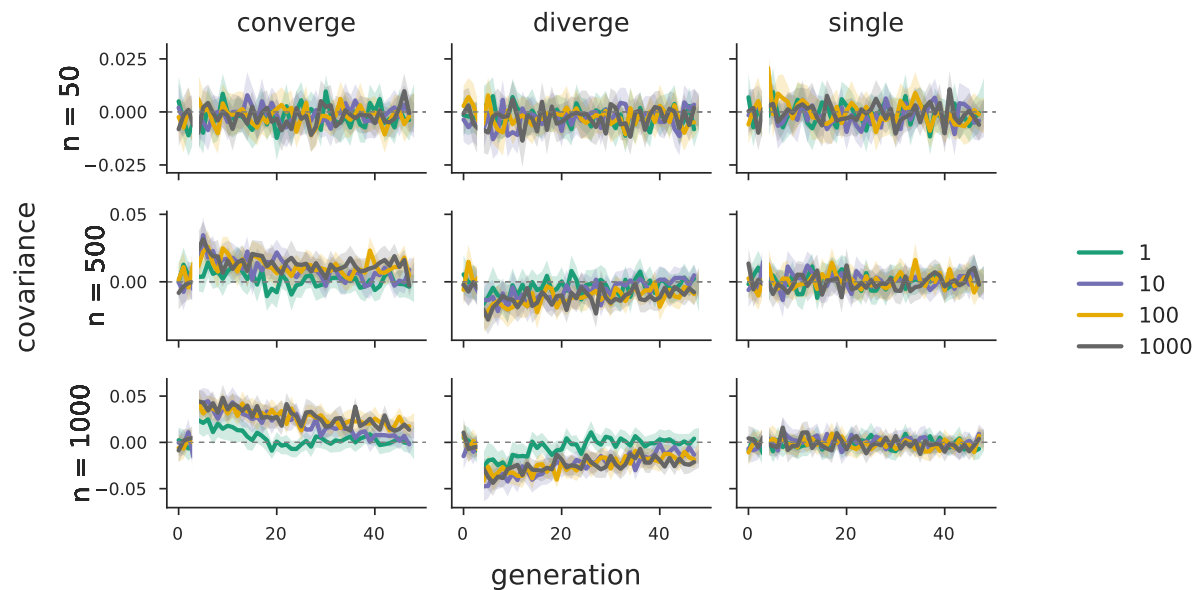 converge diverge single
n = 50
0.025
0.000
−0.025
n = 500
0.05
0.00
n = 1000
0.05
0.00
−0.05
0 20 40 0 20 40 0 20 40
covariance
generation
1
10
100
1000